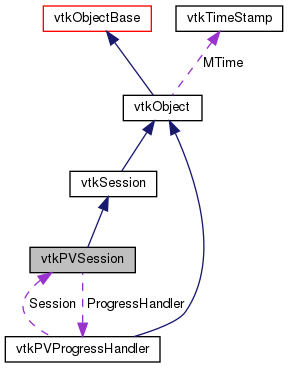 vtkObjectBase
vtkTimeStamp
MTime
vtkObject
vtkSession
vtkPVSession
Session
ProgressHandler
vtkPVProgressHandler